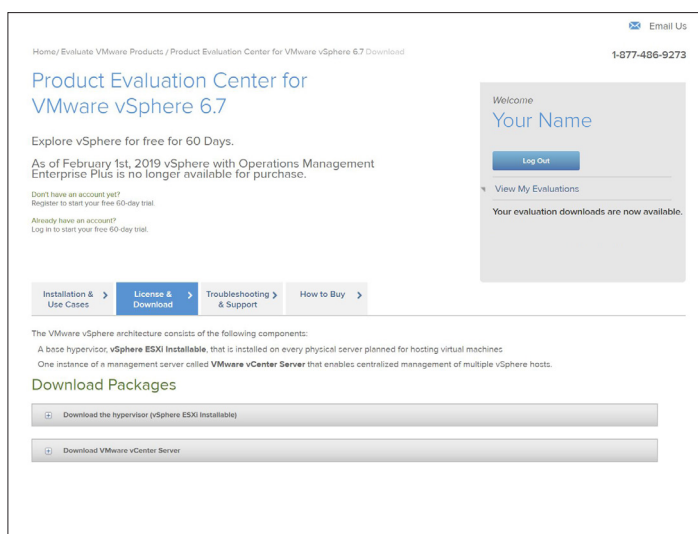 Email Us
Home/ Evaluate VMware Products / Product Evaluation Center for VMware vSphere 6.7 Download
1-877-486-9273
Product Evaluation Center for
VMware vSphere 6.7
Explore vSphere for free for 60 Days.
As of February 1st, 2019 vSphere with Operations Management
Enterprise Plus is no longer available for purchase.
Don't have an account yet?
Register to start your free 60-day trial.
Already have an account?
Log in to start your free 60-day trial.
Welcome
Your Name
Log Out
View My Evaluations
Your evaluation downloads are now available.
Installation &
Use Cases
License &
Download
Troubleshooting
& Support
How to Buy
The VMware vSphere architecture consists of the following components:
A base hypervisor, vSphere ESXi Installable, that is installed on every physical server planned for hosting virtual machines
One instance of a management server called VMware vCenter Server that enables centralized management of multiple vSphere hosts.
Download Packages
Download the hypervisor (vSphere ESXi Installable)
Download VMware vCenter Server